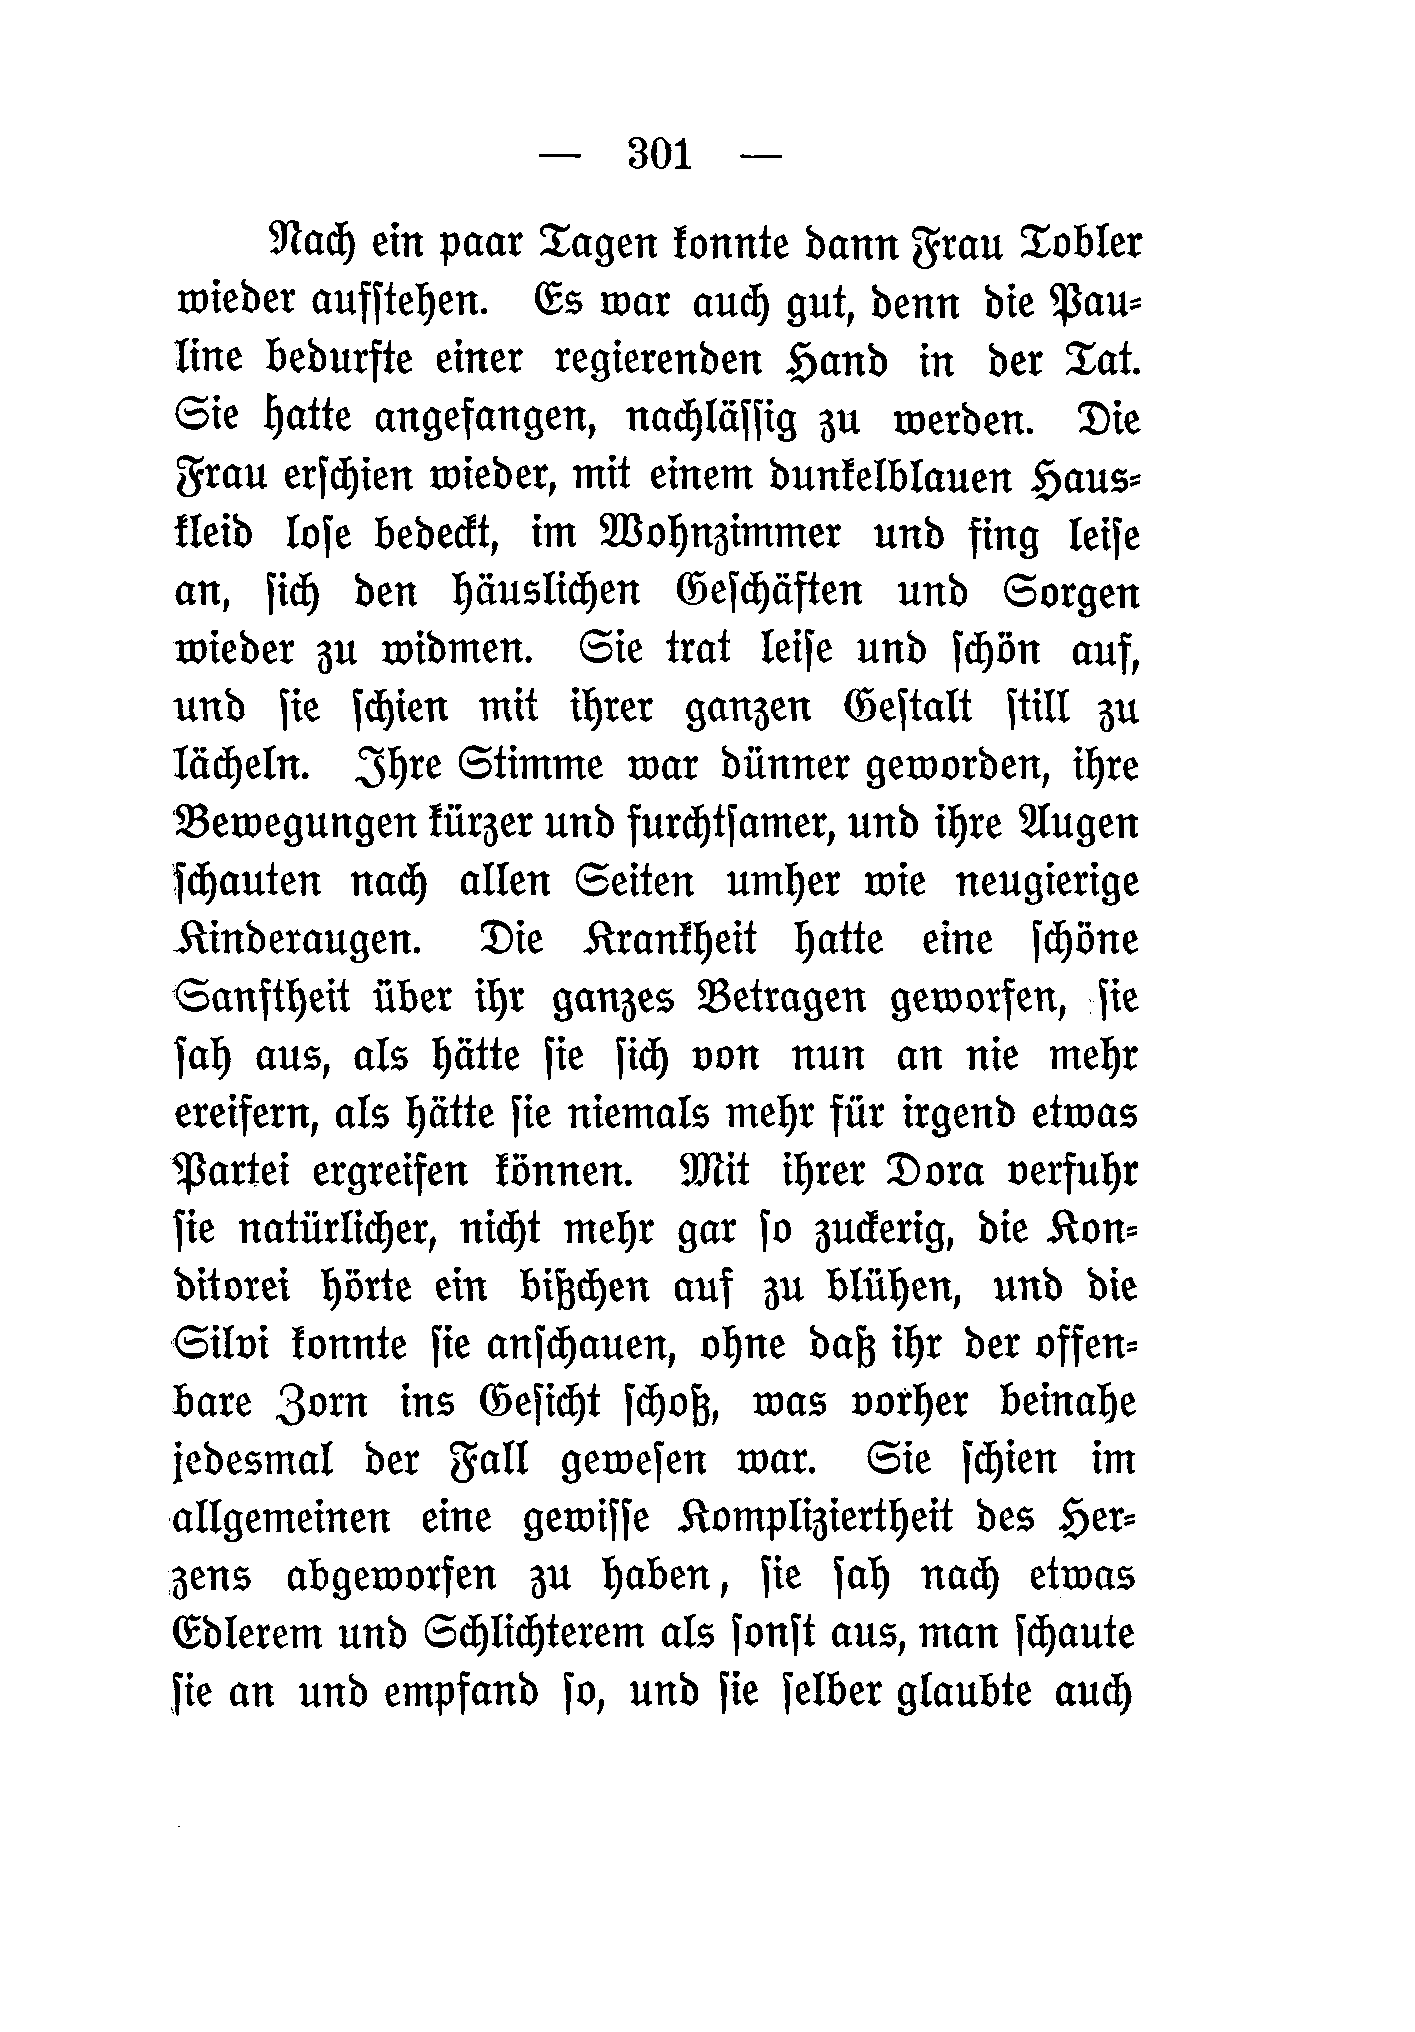 — 301 —
Nach ein paar Tagen konnte dann Frau Tobler
wieder aufſtehen. Es war auch gut, denn die Pau⸗
line bedurfte einer regierenden Hand in der Tat.
Sie hatte angefangen, nachläſſig zu werden. Die
Frau erſchien wieder, mit einem dunkelblauen Haus⸗
kleid loſe bedeckt, im Wohnzimmer und fing leiſe
an, ſich den häuslichen Geſchäften und Sorgen
wieder zu widmen. Sie trat leiſe und ſchön auf,
und ſie ſchien mit ihrer ganzen Geſtalt ſtill zu
lächeln. Ihre Stimme war dünner geworden, ihre
Bewegungen kürzer und furchtſamer, und ihre Augen
ſchauten nach allen Seiten umher wie neugierige
Kinderaugen. Die Krankheit hatte eine ſchöne
Sanftheit über ihr ganzes Betragen geworfen, ſie
ſah aus, als hätte ſie ſich von nun an nie mehr
ereifern, als hätte ſie niemals mehr für irgend etwas
Partei ergreifen können. Mit ihrer Dora verfuhr
ſie natürlicher, nicht mehr gar ſo zuckerig, die Kon⸗
ditorei hörte ein bißchen auf zu blühen, und die
Silvi konnte ſie anſchauen, ohne daß ihr der offen⸗
bare Zorn ins Geſicht ſchoß, was vorher beinahe
jedesmal der Fall geweſen war. Sie ſchien im
allgemeinen eine gewiſſe Kompliziertheit des Her⸗
zens abgeworfen zu haben, ſie ſah nach etwas
Edlerem und Schlichterem als ſonſt aus, man ſchaute
ſie an und empfand ſo, und ſie ſelber glaubte auch